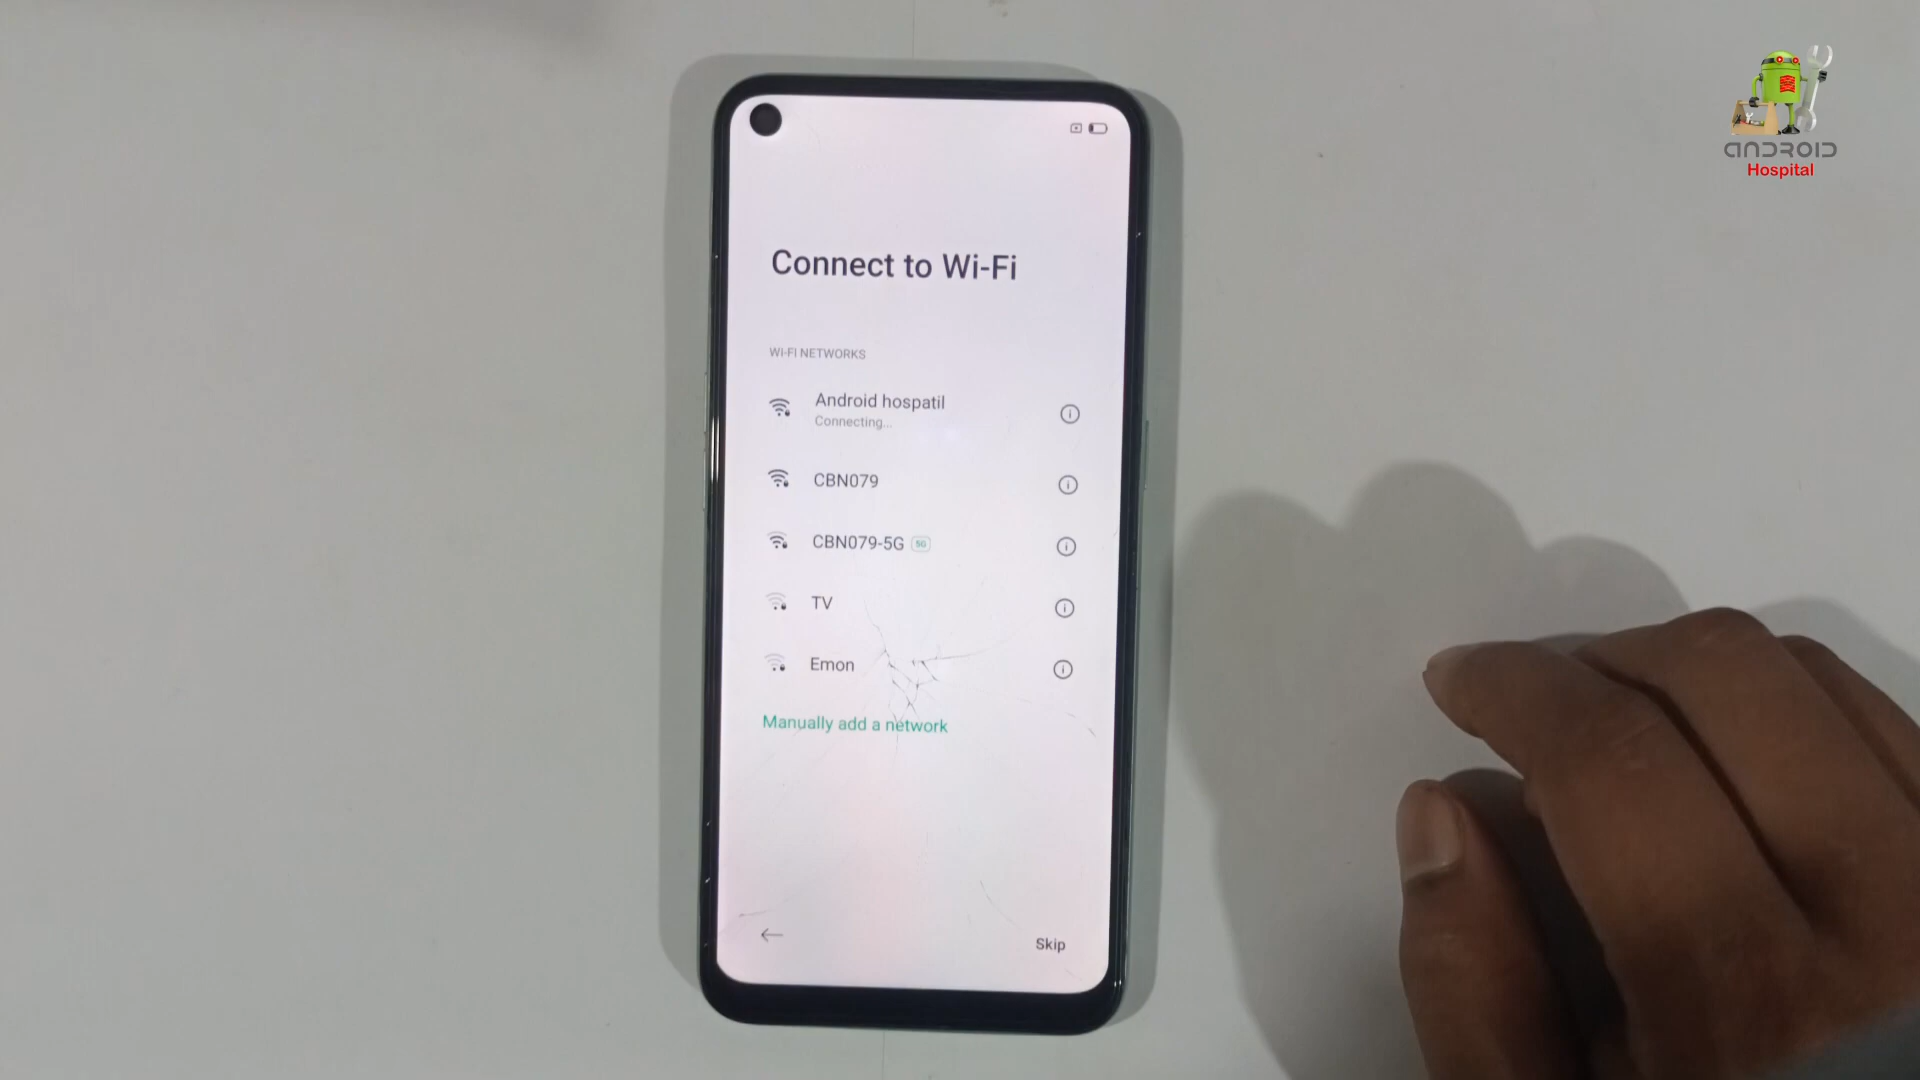 ANDROID
Hospital
Connect to Wi-Fi
WI-FI NETWORKS
Android hospatil
Connecting...
CBN079
CBN079-5G 5G
TV
Emon
Manually add a network
Skip